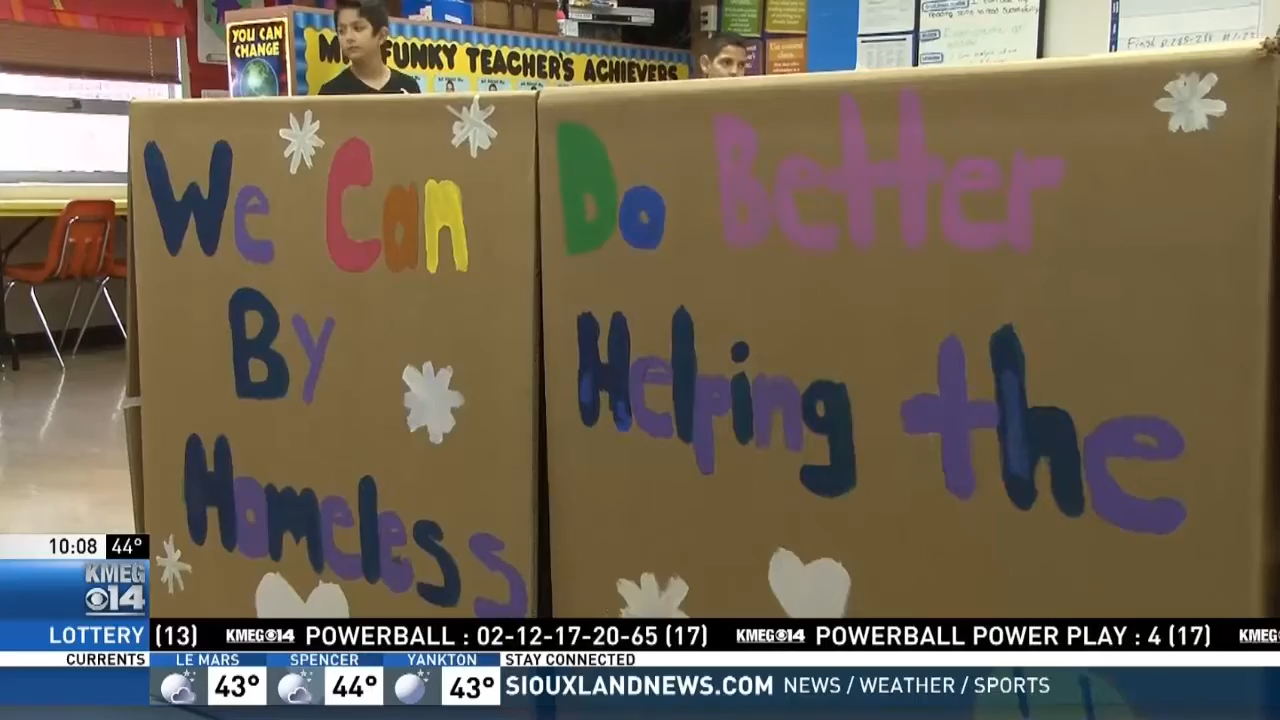 YOU CAN
CHANGE
FUNKY TEACHER'S ACHIEVERS
We Can Do Better
By Helping the
Homeless
10:08 44°
KMEG
14
LOTTERY (13) KMEG 14 POWERBALL : 02-12-17-20-65 (17) KMEG 14 POWERBALL POWER PLAY : 4 (17) KMEG
CURRENTS LE MARS SPENCER YANKTON STAY CONNECTED
43° 44° 43° SIOUXLANDNEWS.COM NEWS / WEATHER / SPORTS